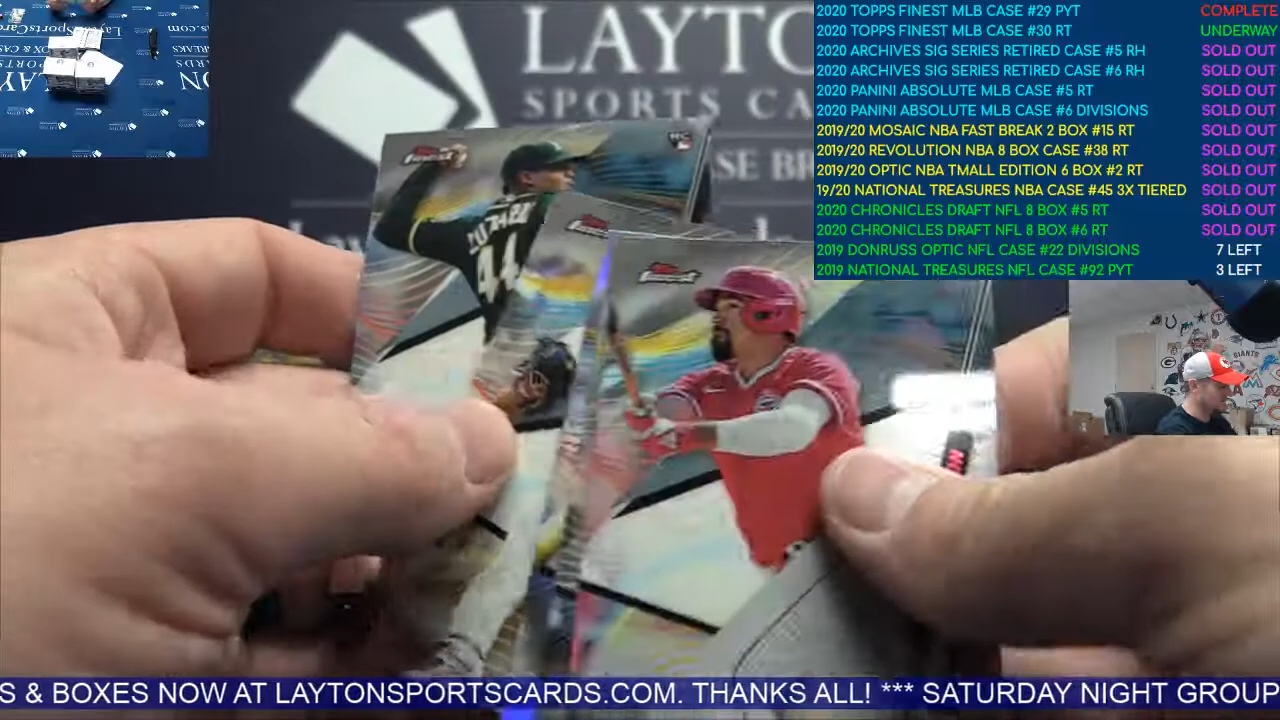 LAYTO
SPORTS CA
ASE BR
2020 TOPPS FINEST MLB CASE #29 PYT COMPLETE
2020 TOPPS FINEST MLB CASE #30 RT UNDERWAY
2020 ARCHIVES SIG SERIES RETIRED CASE #5 RH SOLD OUT
2020 ARCHIVES SIG SERIES RETIRED CASE #6 RH SOLD OUT
2020 PANINI ABSOLUTE MLB CASE #5 RT SOLD OUT
2020 PANINI ABSOLUTE MLB CASE #6 DIVISIONS SOLD OUT
2019/20 MOSAIC NBA FAST BREAK 2 BOX #15 RT SOLD OUT
2019/20 REVOLUTION NBA 8 BOX CASE #38 RT SOLD OUT
2019/20 OPTIC NBA TMALL EDITION 6 BOX #2 RT SOLD OUT
19/20 NATIONAL TREASURES NBA CASE #45 3X TIERED SOLD OUT
2020 CHRONICLES DRAFT NFL 8 BOX #5 RT SOLD OUT
2020 CHRONICLES DRAFT NFL 8 BOX #6 RT SOLD OUT
2019 DONRUSS OPTIC NFL CASE #22 DIVISIONS 7 LEFT
2019 NATIONAL TREASURES NFL CASE #92 PYT 3 LEFT
Finest
44
Finest
GIANTS
S & BOXES NOW AT LAYTONSPORTSCARDS.COM. THANKS ALL! *** SATURDAY NIGHT GROUP